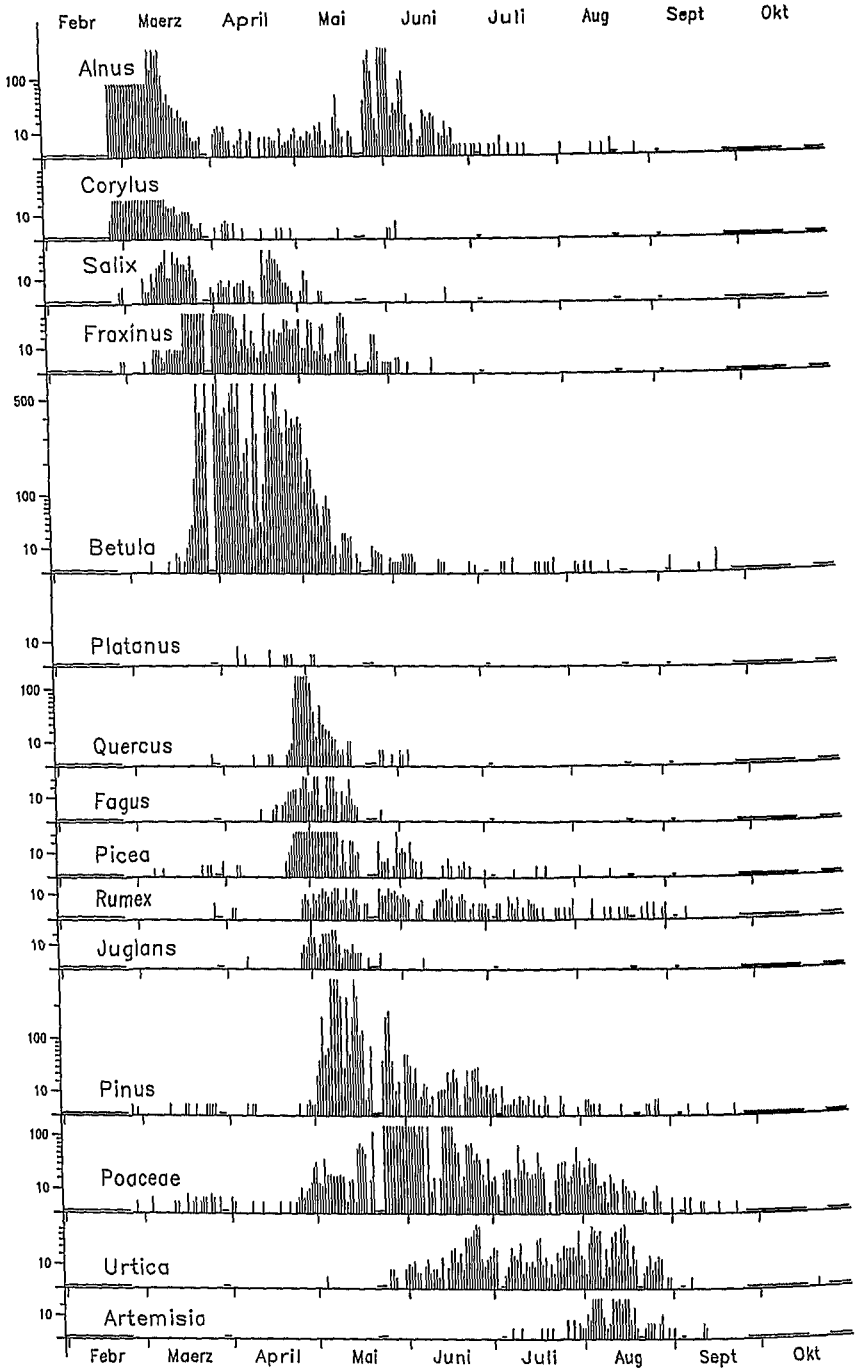 Febr Maerz April Mai Juni Juli Aug Sept Okt
Alnus
100
10
Corylus
10
Salix
10
Fraxinus
10
500
100
10
Betula
Platanus
10
100
Quercus
10
Fagus
10
Picea
10
Rumex
10
Juglans
10
100
Pinus
10
100
Poaceae
10
Urtica
10
Artemisia
10
Febr Maerz April Mai Juni Juli Aug Sept Okt